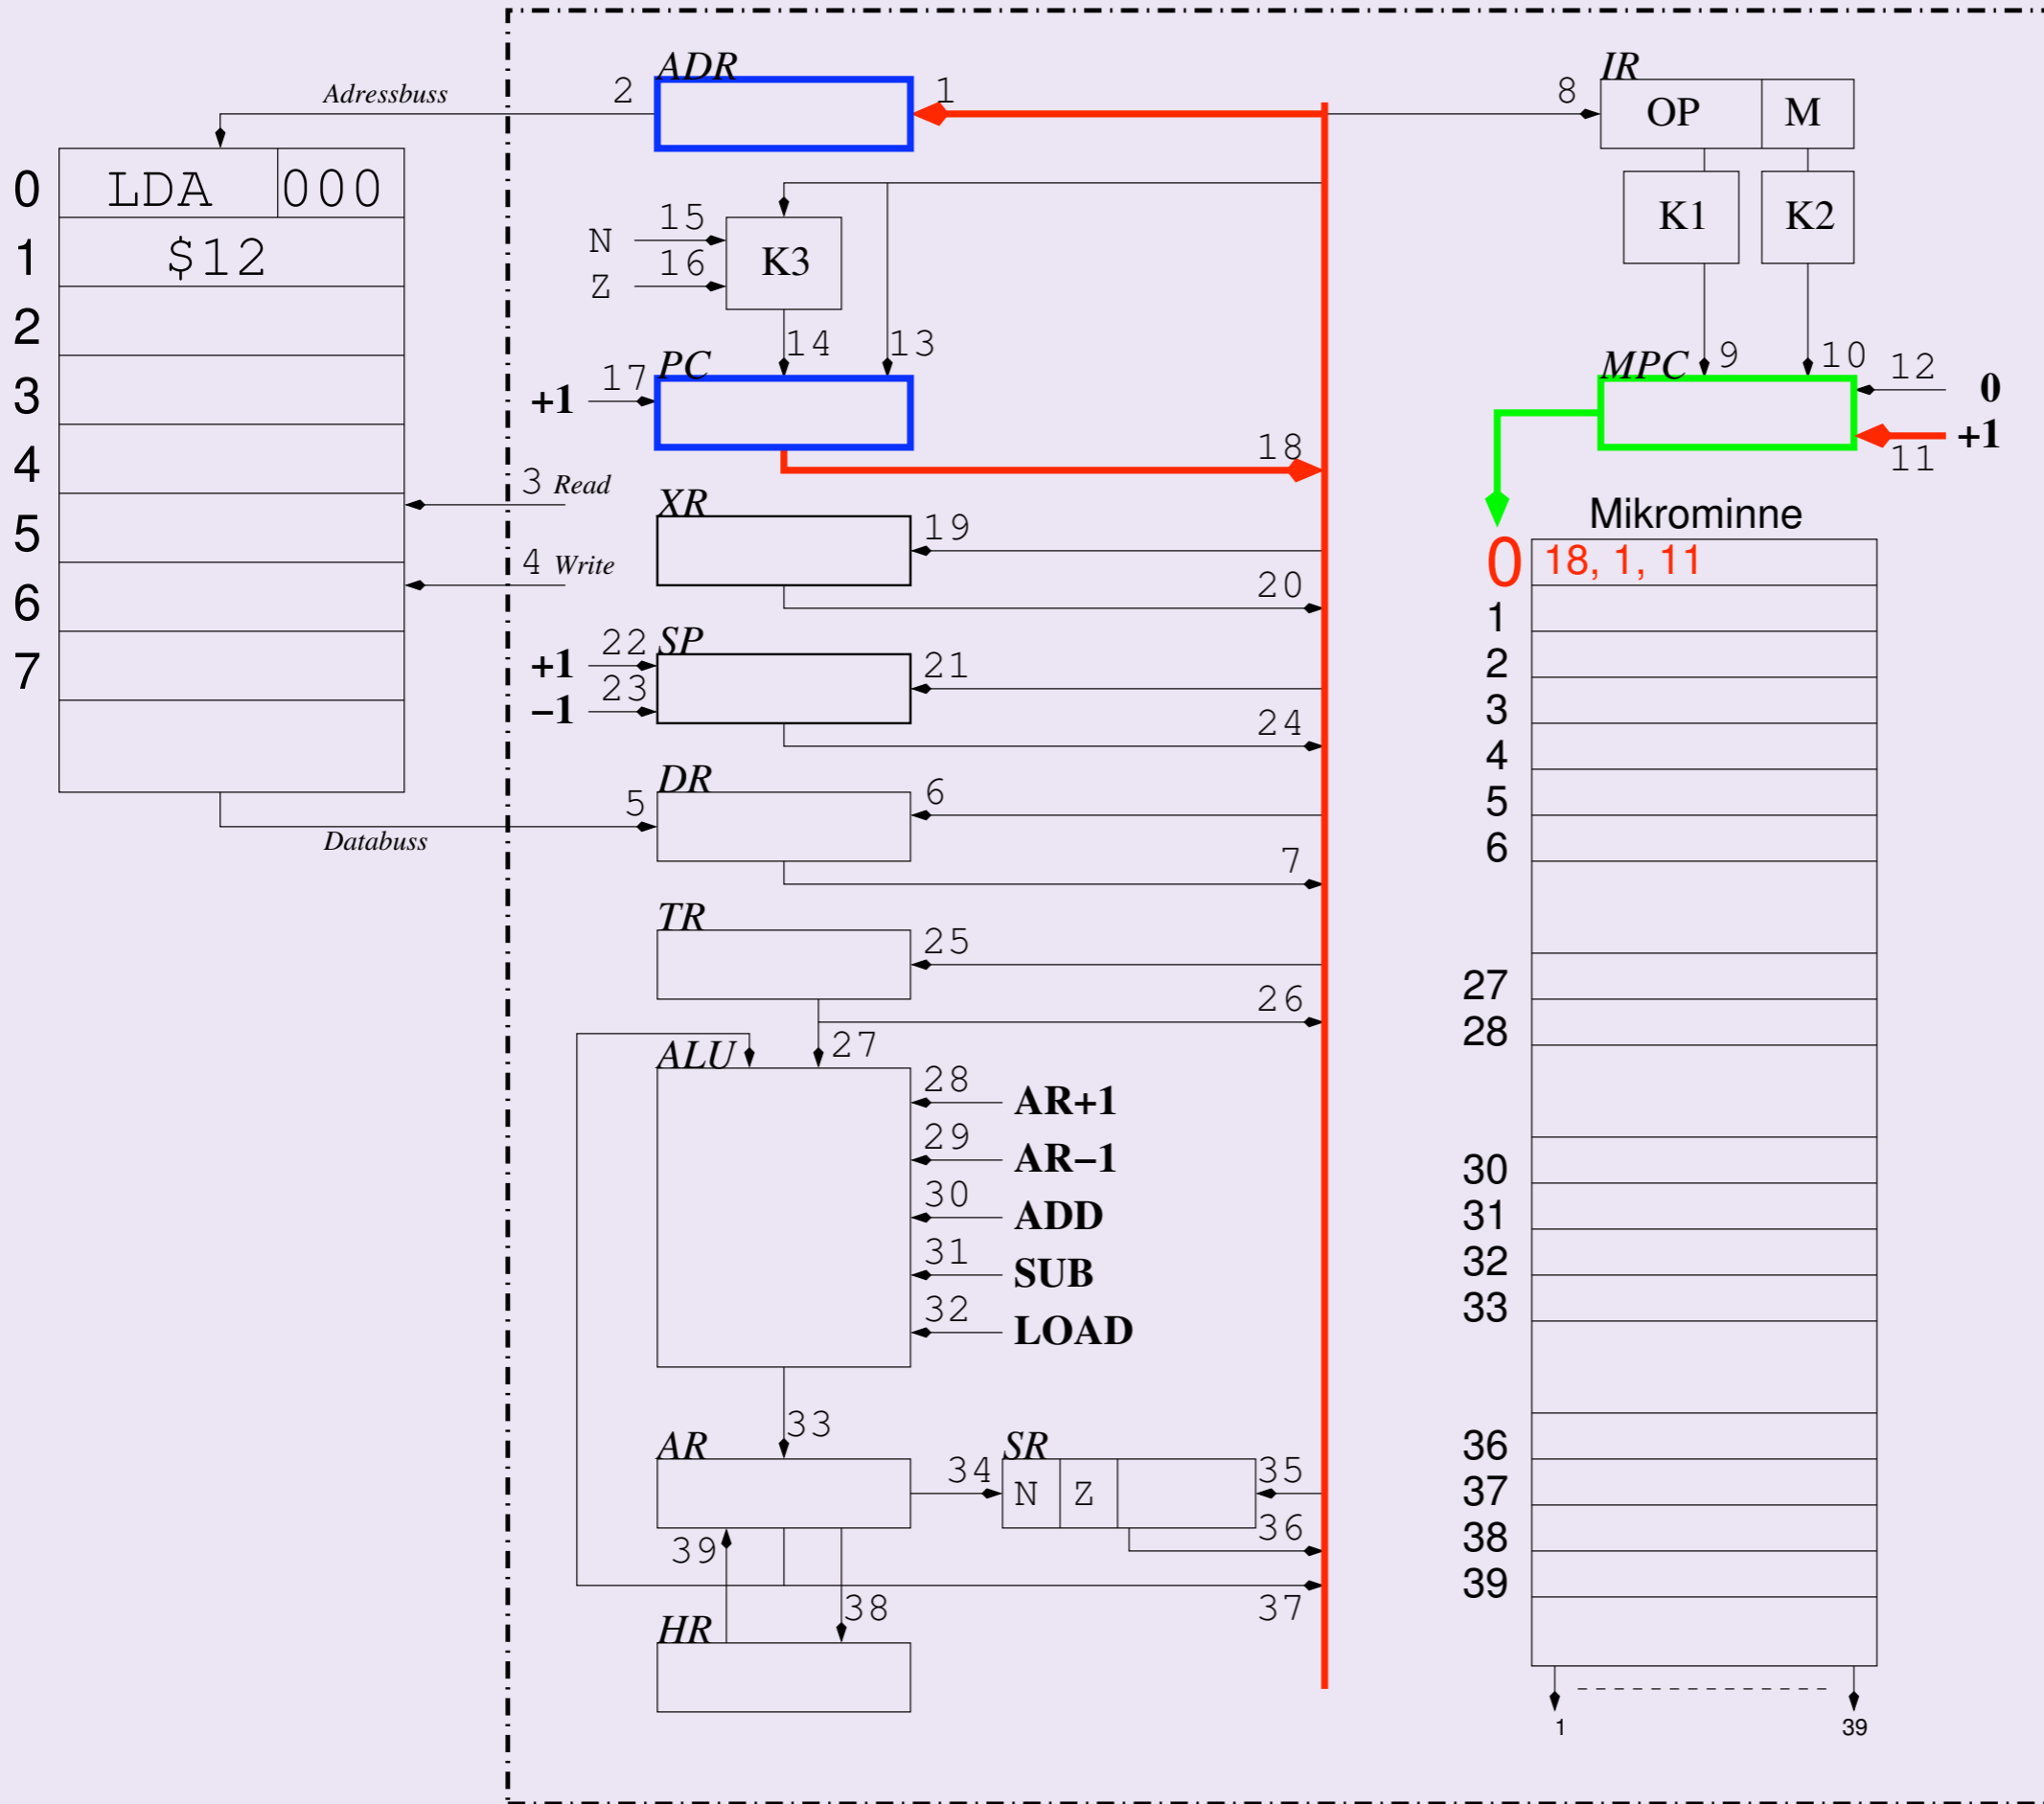 ADR
IR
Adressbuss
2
1
8
OP M
0 LDA 000
1 $12
2
3
4
5
6
7
K1 K2
N 15
Z 16
K3
14 13
PC
+1 17
18
MPC
9 10
12 0
11 +1
3 Read
4 Write
XR
19
20
SP
+1 22
−1 23
21
24
DR
5
6
7
Databuss
TR
25
26
27
ALU
28 AR+1
29 AR−1
30 ADD
31 SUB
32 LOAD
33
AR
34
SR
N Z
35
36
37
39
38
HR
Mikrominne
0 18, 1, 11
1
2
3
4
5
6
27
28
30
31
32
33
36
37
38
39
1 39